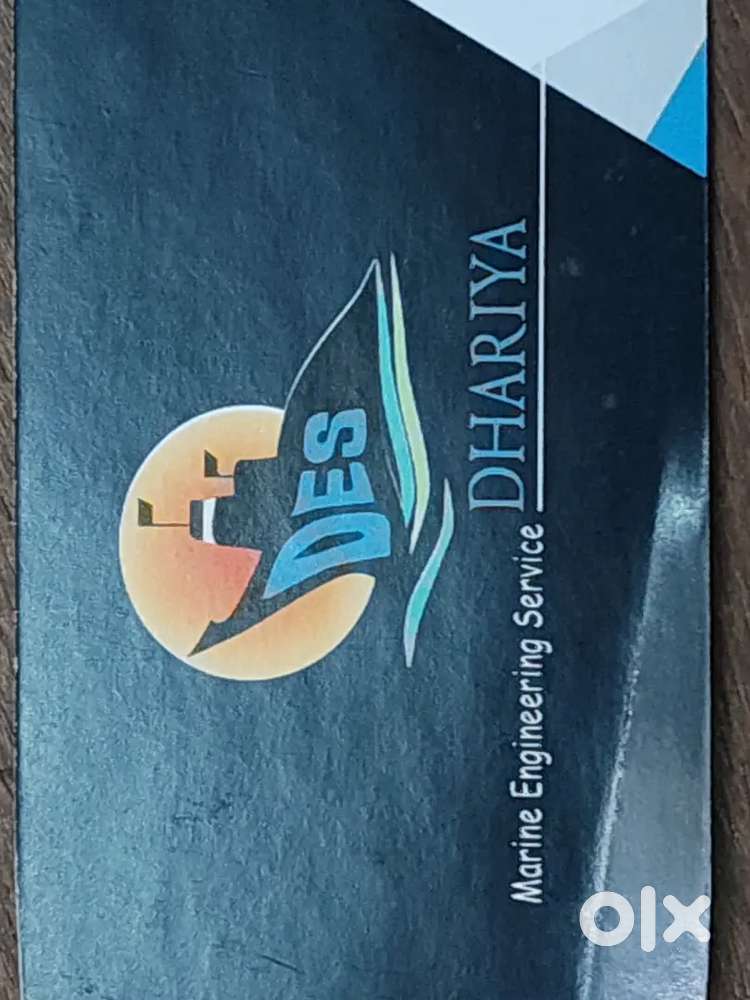 DES
DHARIYA
Marine Engineering Service
olx